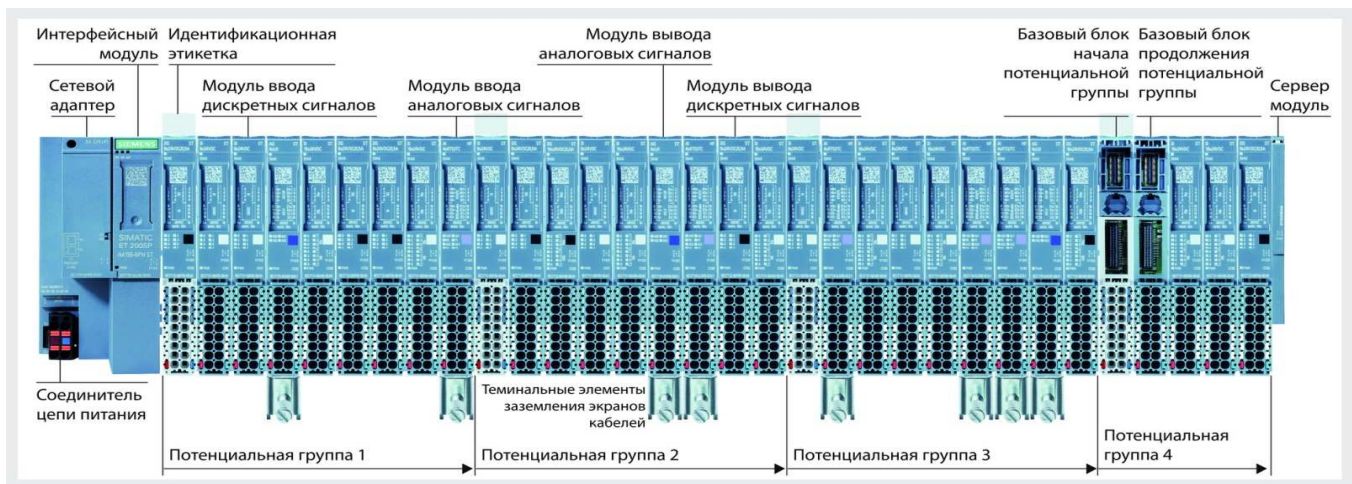 Интерфейсный
модуль
Идентификационная
этикетка
Модуль вывода
аналоговых сигналов
Базовый блок
начала
потенциальной
группы
Базовый блок
продолжения
потенциальной
группы
Сетевой
адаптер
Модуль ввода
дискретных сигналов
Модуль ввода
аналоговых сигналов
Модуль вывода
дискретных сигналов
Сервер
модуль
SIEMENS
SIMATIC
ET 200SP
Соединитель
цепи питания
Теминальные элементы
заземления экранов
кабелей
Потенциальная группа 1
Потенциальная группа 2
Потенциальная группа 3
Потенциальная
группа 4